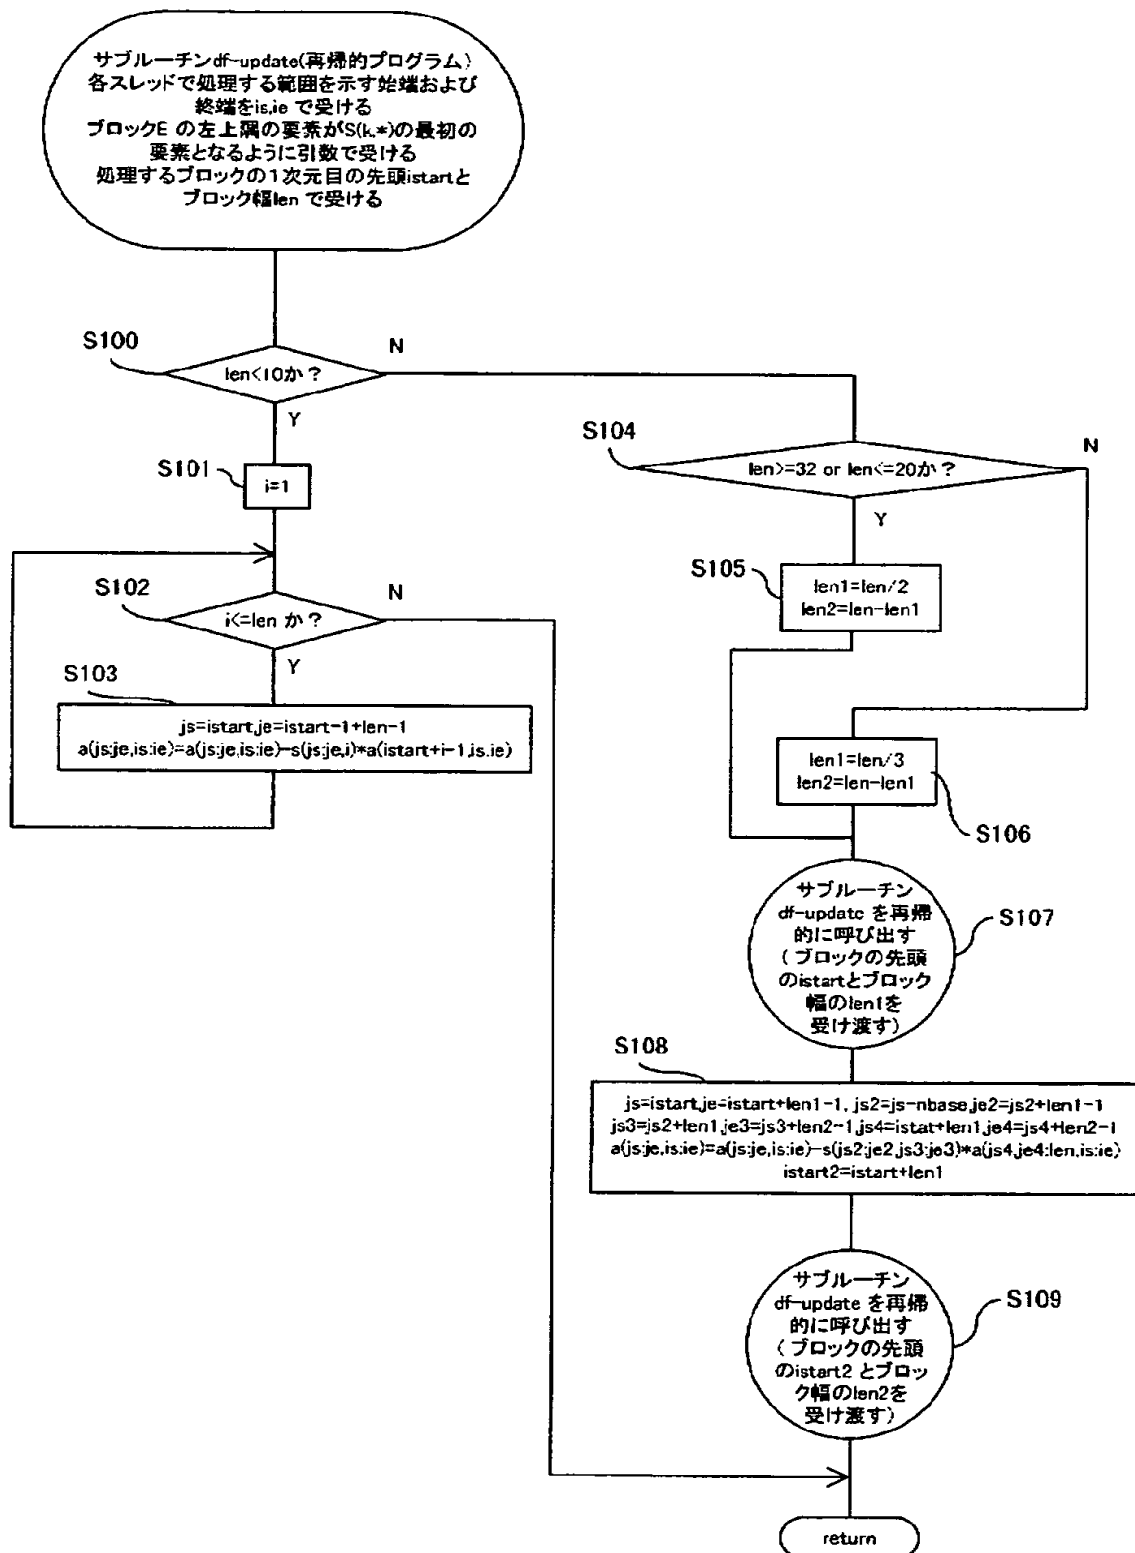 サブルーチンdf-update(再帰的プログラム)
各スレッドで処理する範囲を示す始端および
終端をis,ie で受ける
ブロックE の左上隅の要素がS(k,*)の最初の
要素となるように引数で受ける
処理するブロックの1次元目の先頭istartと
ブロック幅len で受ける
S100
len<10か？
N
Y
S101
i=1
S102
i<=len か？
N
Y
S103
js=istart,je=istart-1+len-1
a(js:je,is:ie)=a(js:je,is:ie)-s(js:je,i)*a(istart+i-1,is:ie)
S104
len>=32 or len<=20か？
N
Y
S105
len1=len/2
len2=len-len1
len1=len/3
len2=len-len1
S106
サブルーチン
df-update を再帰
的に呼び出す
(ブロックの先頭
のistartとブロック
幅のlen1を
受け渡す)
S107
S108
js=istart,je=istart+len1-1, js2=js-nbase,je2=js2+len1-1
js3=js2+len1,je3=js3+len2-1,js4=istat+len1,je4=js4+len2-1
a(js:je,is:ie)=a(js:je,is:ie)-s(js2:je2,js3:je3)*a(js4,je4:len,is:ie)
istart2=istart+len1
サブルーチン
df-update を再帰
的に呼び出す
(ブロックの先頭
のistart2 とブロッ
ク幅のlen2を
受け渡す)
S109
return